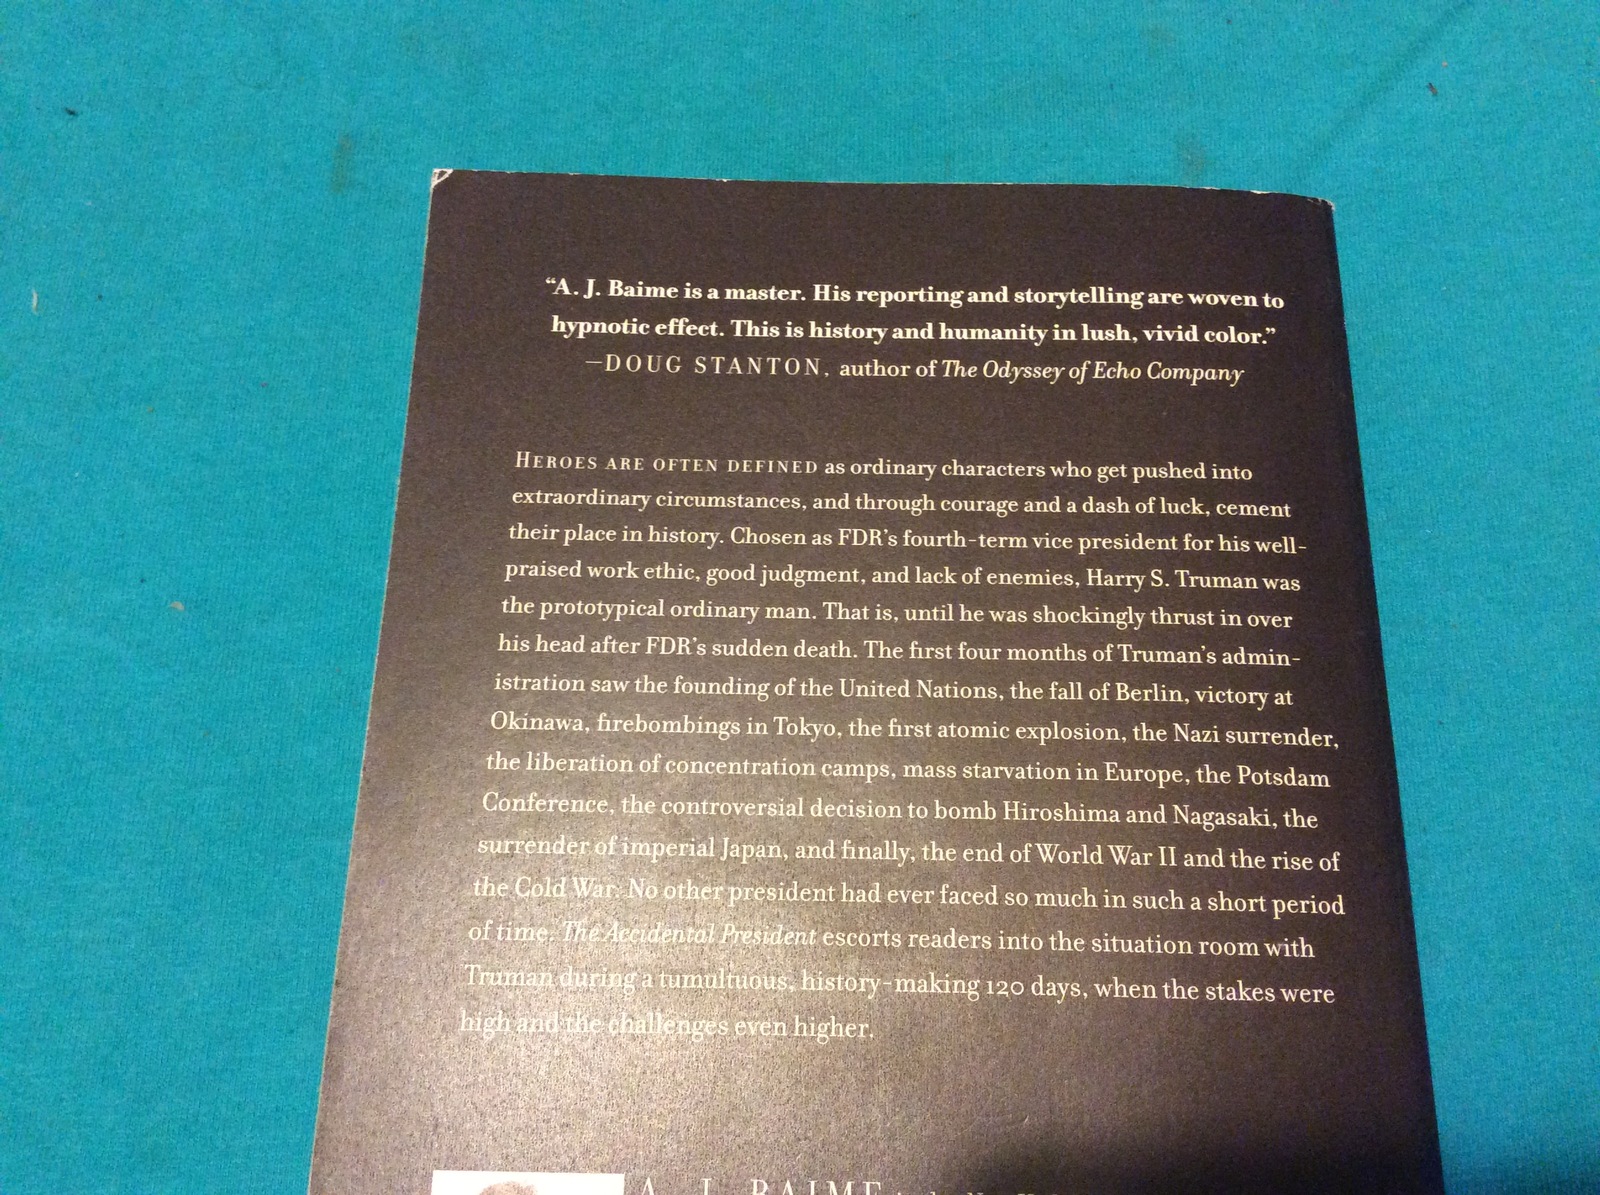 “A. J. Baime is a master. His reporting and storytelling are woven to
hypnotic effect. This is history and humanity in lush, vivid color.”
—DOUG STANTON, author of The Odyssey of Echo Company
HEROES ARE OFTEN DEFINED as ordinary characters who get pushed into
extraordinary circumstances, and through courage and a dash of luck, cement
their place in history. Chosen as FDR’s fourth-term vice president for his well-
praised work ethic, good judgment, and lack of enemies, Harry S. Truman was
the prototypical ordinary man. That is, until he was shockingly thrust in over
his head after FDR’s sudden death. The first four months of Truman’s admin-
istration saw the founding of the United Nations, the fall of Berlin, victory at
Okinawa, firebombings in Tokyo, the first atomic explosion, the Nazi surrender,
the liberation of concentration camps, mass starvation in Europe, the Potsdam
Conference, the controversial decision to bomb Hiroshima and Nagasaki, the
surrender of imperial Japan, and finally, the end of World War II and the rise of
the Cold War. No other president had ever faced so much in such a short period
of time. The Accidental President escorts readers into the situation room with
Truman during a tumultuous, history-making 120 days, when the stakes were
high and the challenges even higher.
A. J. BAIME